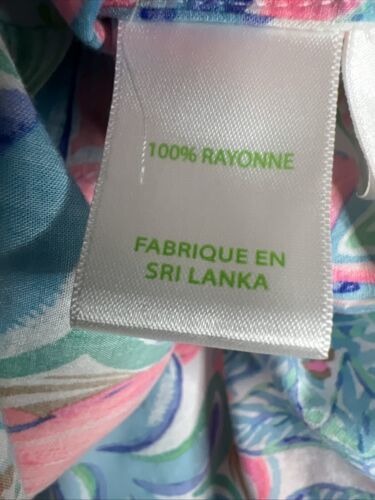 100% RAYONNE
FABRIQUE EN
SRI LANKA